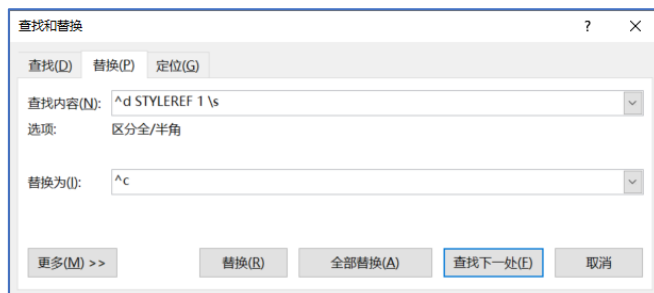 查找和替换 ? ×
查找(D) 替换(P) 定位(G)
查找内容(N): ^d STYLEREF 1 \s
选项: 区分全/半角
替换为(I): ^c
更多(M) >> 替换(R) 全部替换(A) 查找下一处(F) 取消